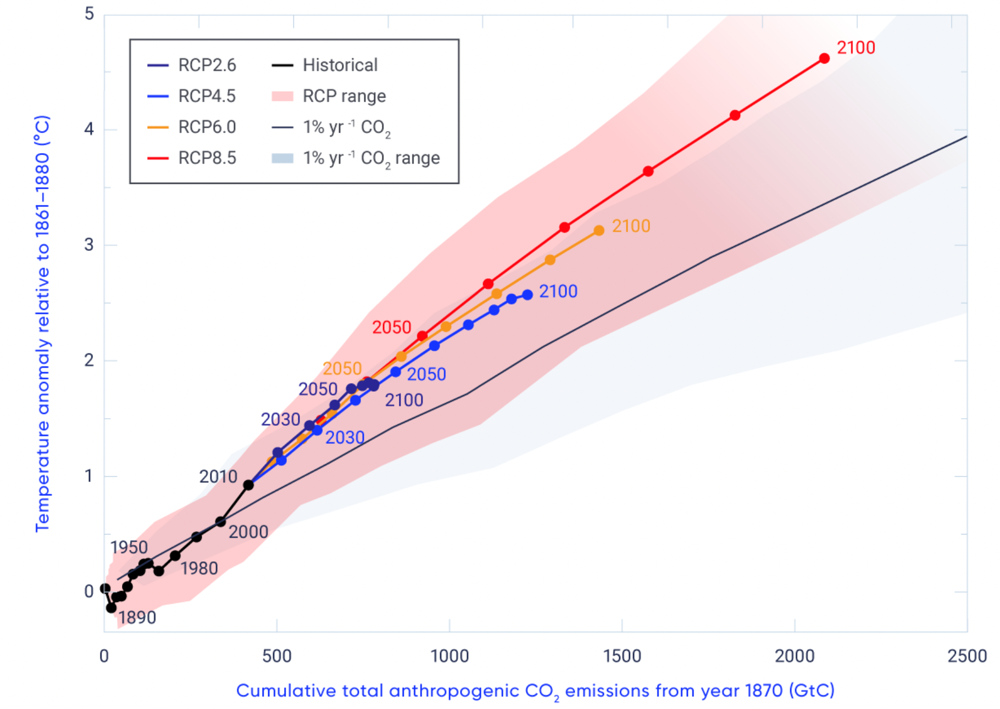 5
4
3
2
1
0
Temperature anomaly relative to 1861–1880 (°C)
RCP2.6
RCP4.5
RCP6.0
RCP8.5
Historical
RCP range
1% yr ⁻¹ CO₂
1% yr ⁻¹ CO₂ range
2100
2100
2100
2050
2050
2050
2050
2100
2030
2030
2010
2000
1950
1980
1890
0 500 1000 1500 2000 2500
Cumulative total anthropogenic CO₂ emissions from year 1870 (GtC)